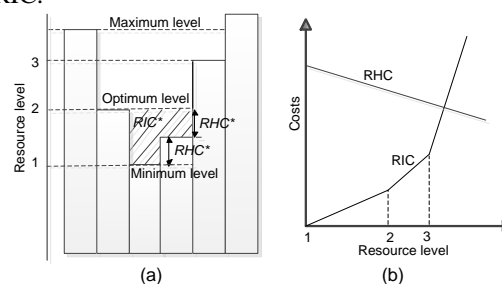 RIC.
Maximum level
3
Optimum level
2
RIC*
RHC*
RHC*
1
Minimum level
Resource level
(a)
Costs
RHC
RIC
1
2
3
Resource level
(b)